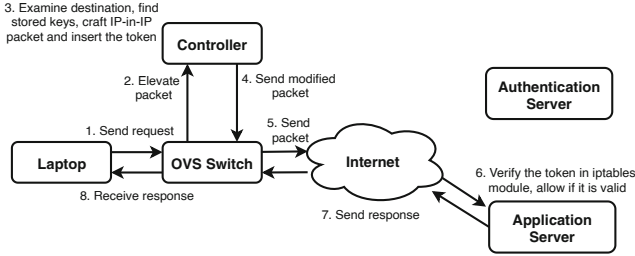 3. Examine destination, find
stored keys, craft IP-in-IP
packet and insert the token
Controller
2. Elevate
packet
4. Send modified
packet
Authentication
Server
1. Send request
5. Send
packet
Laptop
OVS Switch
Internet
6. Verify the token in iptables
module, allow if it is valid
8. Receive response
7. Send response
Application
Server